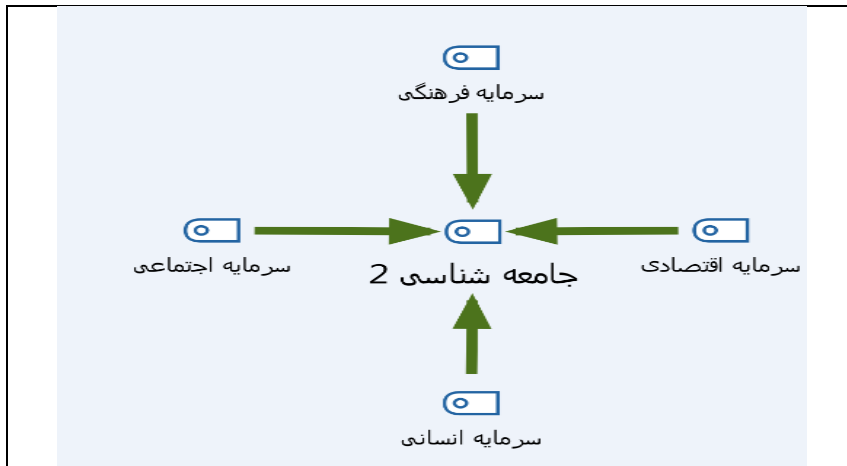 سرمایه فرهنگی
سرمایه اقتصادی
سرمایه اجتماعی
جامعه شناسی 2
سرمایه انسانی